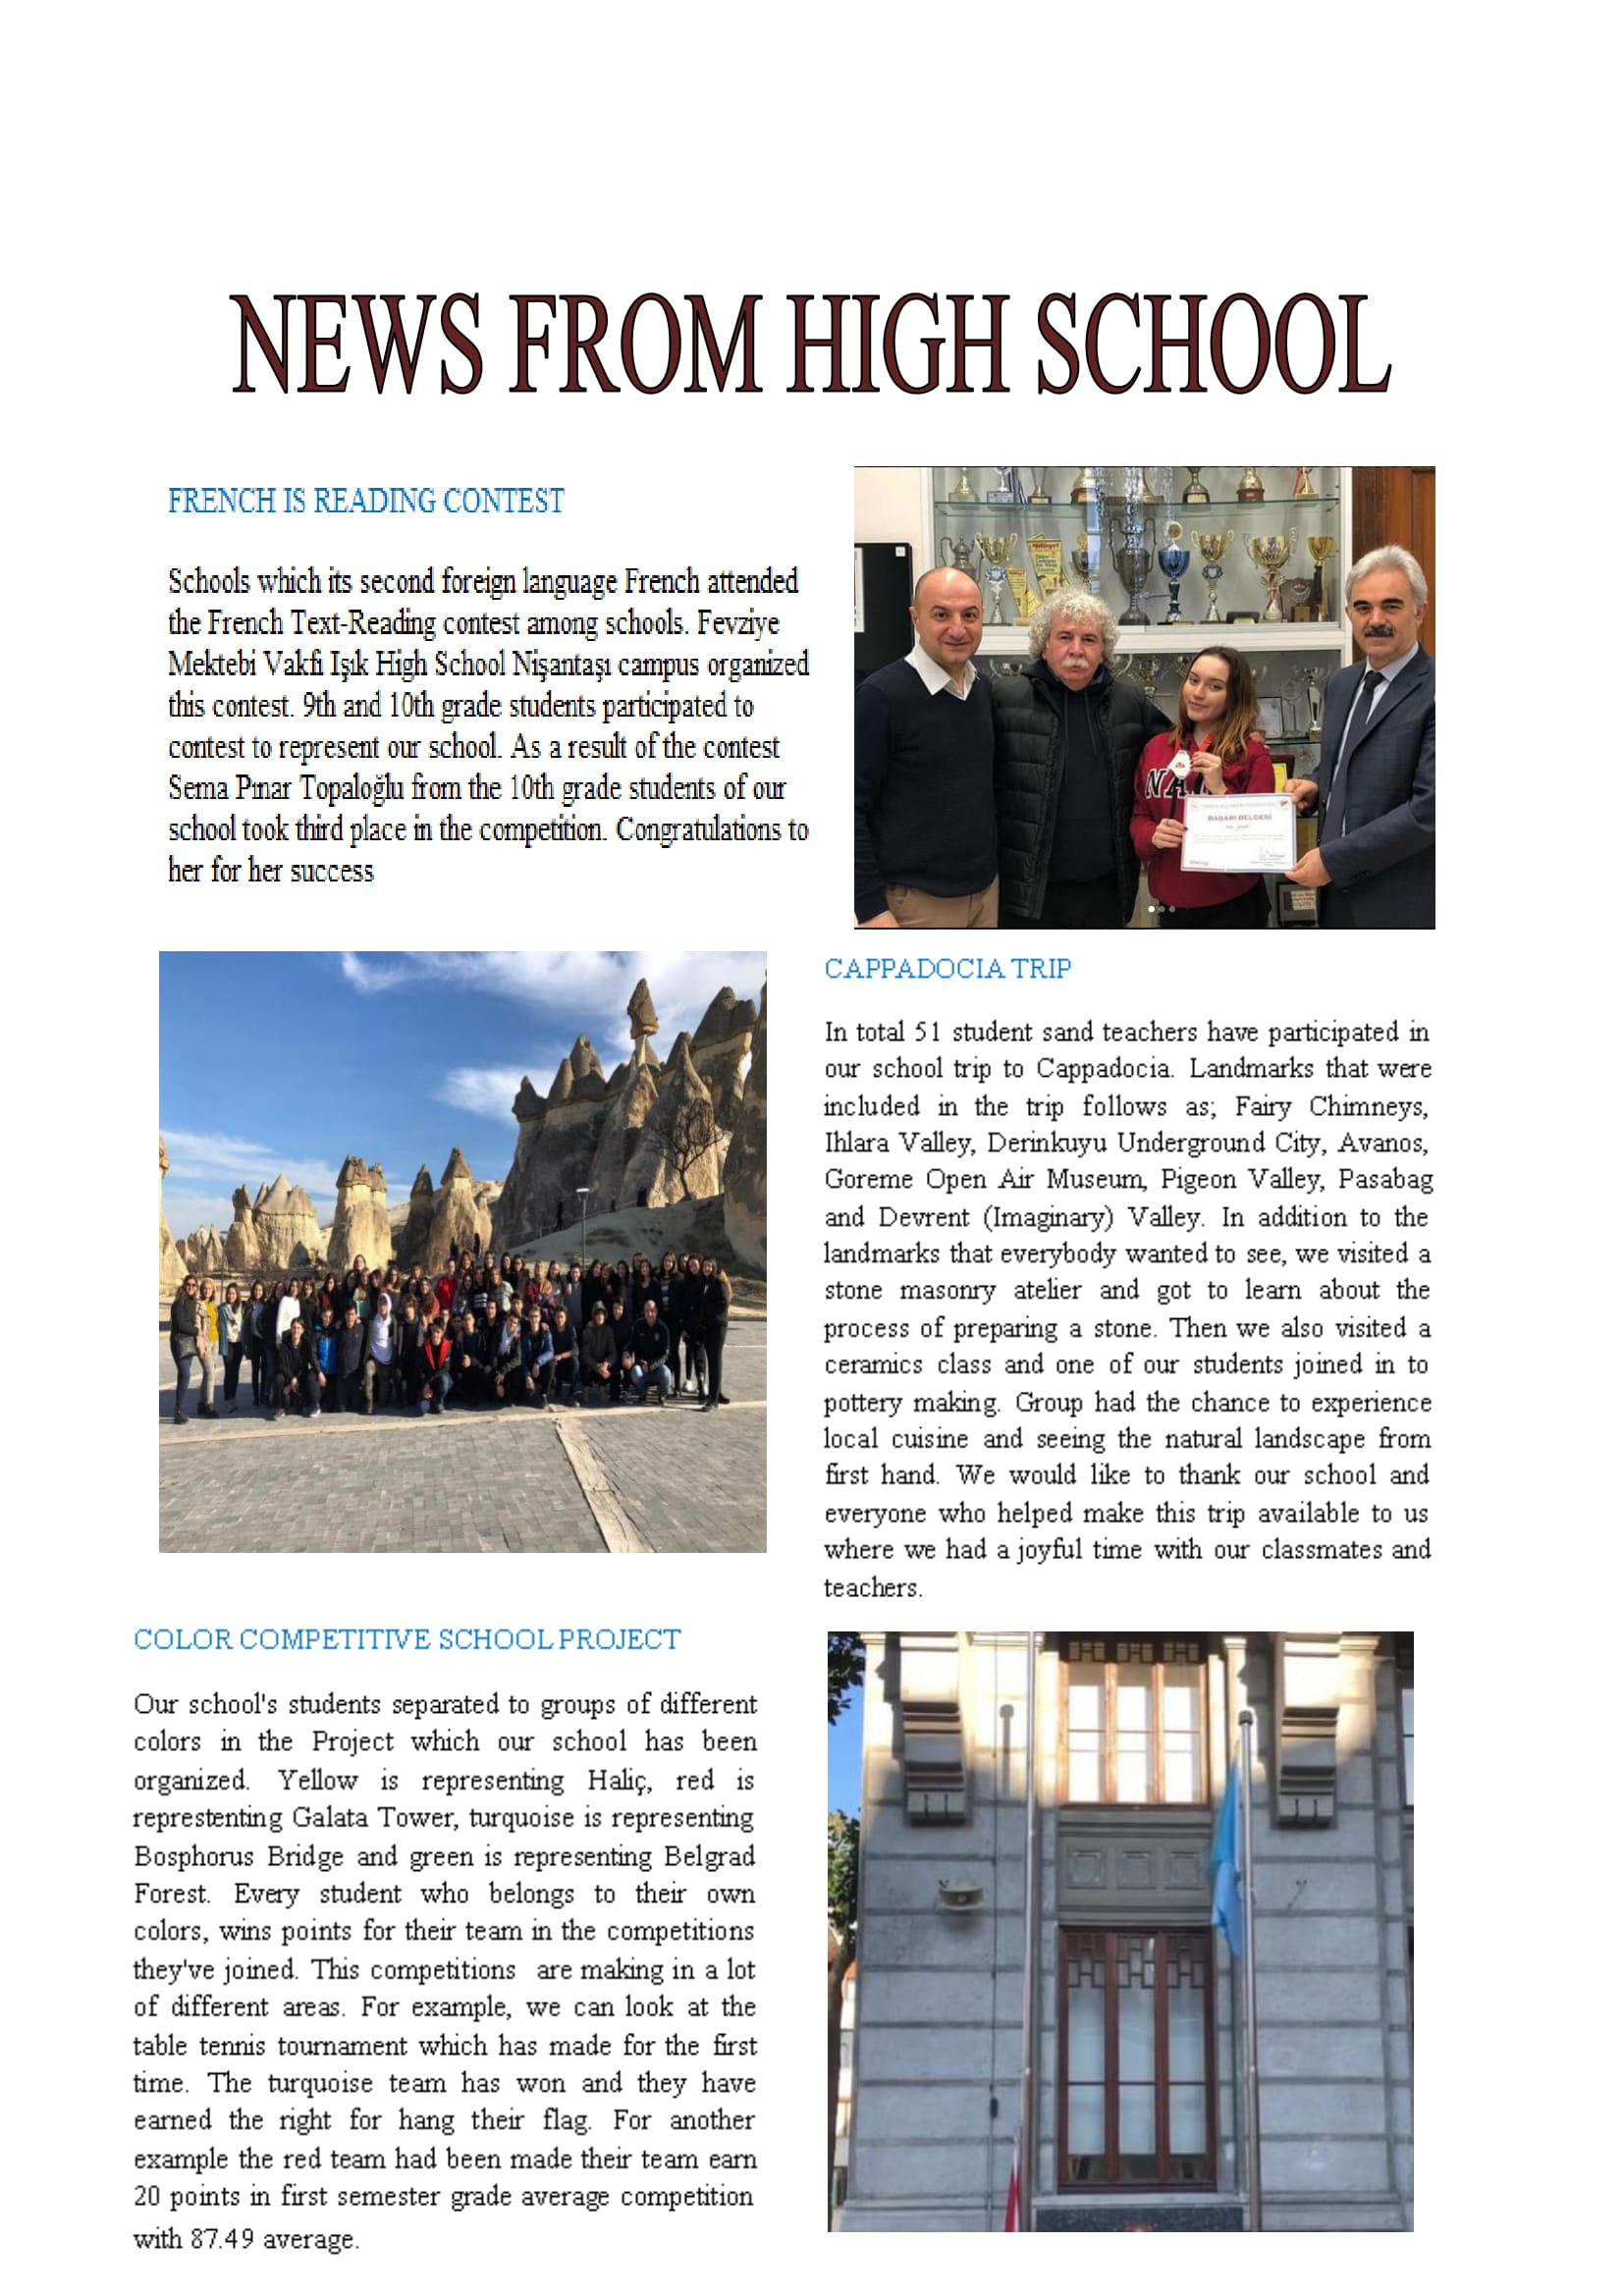 NEWS FROM HIGH SCHOOL
FRENCH IS READING CONTEST
Schools which its second foreign language French attended
the French Text-Reading contest among schools. Fevziye
Mektebi Vakfi Işık High School Nişantaşı campus organized
this contest. 9th and 10th grade students participated to
contest to represent our school. As a result of the contest
Sema Pınar Topaloğlu from the 10th grade students of our
school took third place in the competition. Congratulations to
her for her success
NA
BAŞARI BELGESİ
CAPPADOCIA TRIP
In total 51 student sand teachers have participated in
our school trip to Cappadocia. Landmarks that were
included in the trip follows as; Fairy Chimneys,
Ihlara Valley, Derinkuyu Underground City, Avanos,
Goreme Open Air Museum, Pigeon Valley, Pasabag
and Devrent (Imaginary) Valley. In addition to the
landmarks that everybody wanted to see, we visited a
stone masonry atelier and got to learn about the
process of preparing a stone. Then we also visited a
ceramics class and one of our students joined in to
pottery making. Group had the chance to experience
local cuisine and seeing the natural landscape from
first hand. We would like to thank our school and
everyone who helped make this trip available to us
where we had a joyful time with our classmates and
teachers.
COLOR COMPETITIVE SCHOOL PROJECT
Our school's students separated to groups of different
colors in the Project which our school has been
organized. Yellow is representing Haliç, red is
represtenting Galata Tower, turquoise is representing
Bosphorus Bridge and green is representing Belgrad
Forest. Every student who belongs to their own
colors, wins points for their team in the competitions
they've joined. This competitions are making in a lot
of different areas. For example, we can look at the
table tennis tournament which has made for the first
time. The turquoise team has won and they have
earned the right for hang their flag. For another
example the red team had been made their team earn
20 points in first semester grade average competition
with 87.49 average.